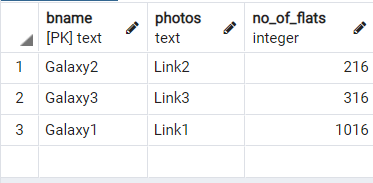 bname photos no_of_flats
[PK] text text integer
1 Galaxy2 Link2 216
2 Galaxy3 Link3 316
3 Galaxy1 Link1 1016